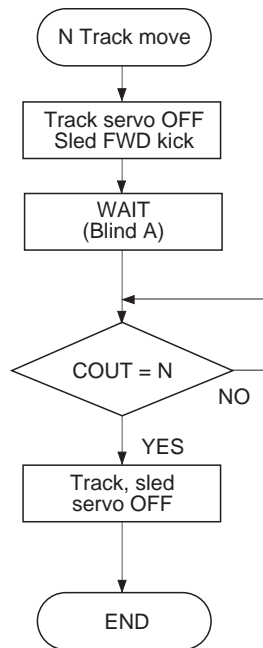 N Track move
Track servo OFF
Sled FWD kick
WAIT
(Blind A)
COUT = N
NO
YES
Track, sled
servo OFF
END